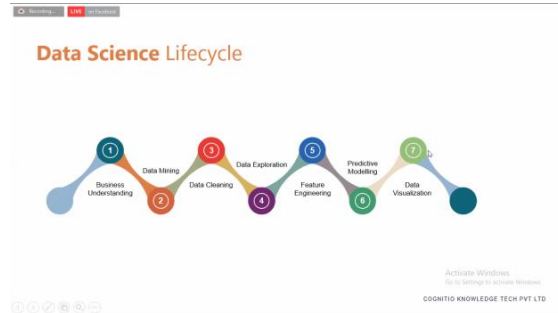 Recording...
LIVE on Facebook
Data Science Lifecycle
1
Business
Understanding
Data Mining
2
3
Data Cleaning
Data Exploration
4
5
Feature
Engineering
Predictive
Modelling
6
7
Data
Visualization
Activate Windows
Go to Settings to activate Windows.
COGNITIO KNOWLEDGE TECH PVT LTD